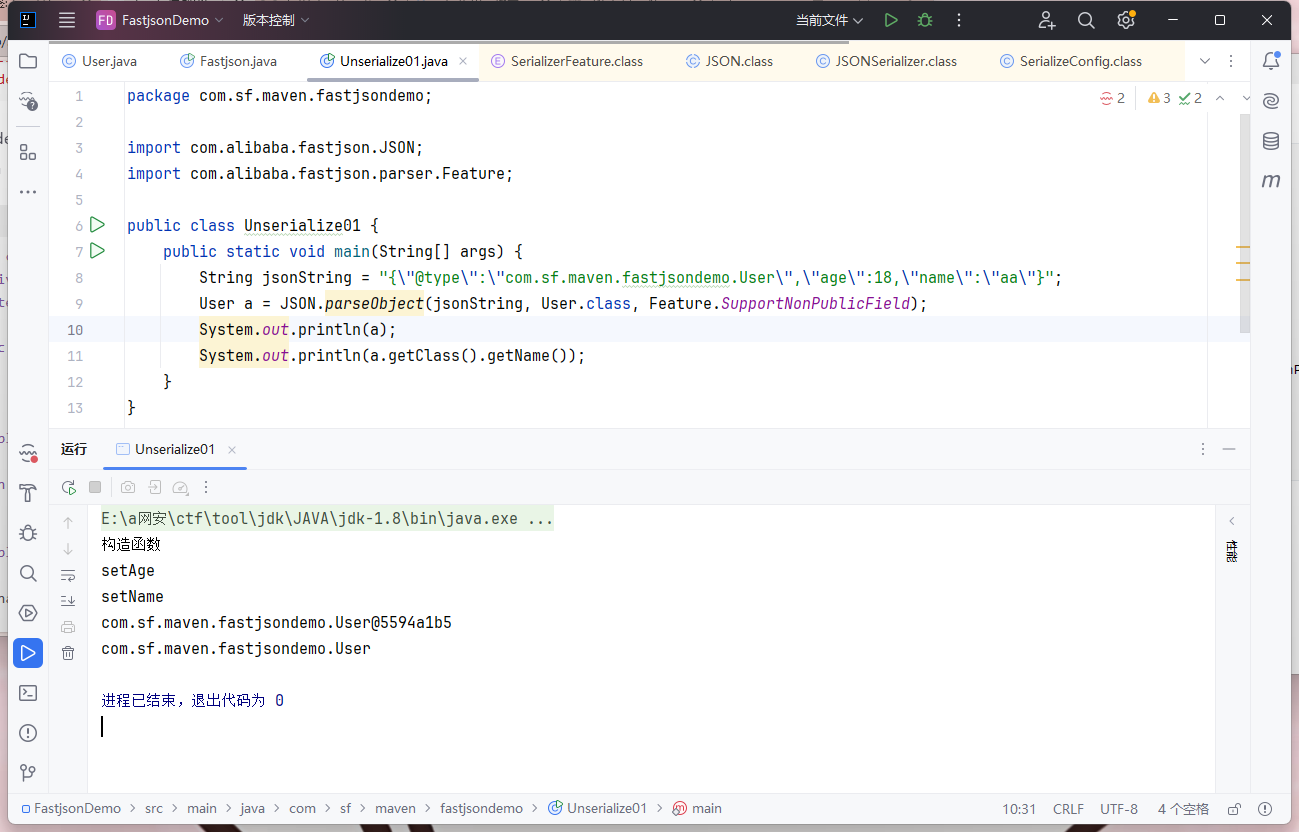 FD FastjsonDemo 版本控制 当前文件
User.java Fastjson.java Unserialize01.java SerializerFeature.class JSON.class JSONSerializer.class SerializeConfig.class
2 3 2
1 package com.sf.maven.fastjsondemo;
2
3 import com.alibaba.fastjson.JSON;
4 import com.alibaba.fastjson.parser.Feature;
5
6 public class Unserialize01 {
7 public static void main(String[] args) {
8 String jsonString = "{\"@type\":\"com.sf.maven.fastjsondemo.User\",\"age\":18,\"name\":\"aa\"}";
9 User a = JSON.parseObject(jsonString, User.class, Feature.SupportNonPublicField);
10 System.out.println(a);
11 System.out.println(a.getClass().getName());
12 }
13 }
运行 Unserialize01
E:\a网安\ctf\tool\jdk\JAVA\jdk-1.8\bin\java.exe ...
构造函数
setAge
setName
com.sf.maven.fastjsondemo.User@5594a1b5
com.sf.maven.fastjsondemo.User
进程已结束，退出代码为 0
FastjsonDemo > src > main > java > com > sf > maven > fastjsondemo > Unserialize01 > main
10:31 CRLF UTF-8 4 个空格